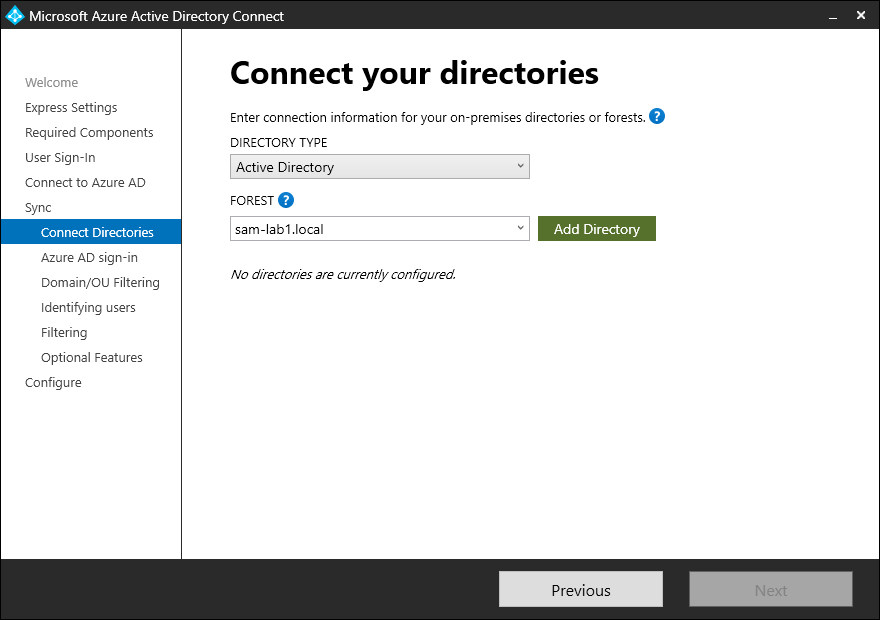 Microsoft Azure Active Directory Connect
Welcome
Express Settings
Required Components
User Sign-In
Connect to Azure AD
Sync
Connect Directories
Azure AD sign-in
Domain/OU Filtering
Identifying users
Filtering
Optional Features
Configure
Connect your directories
Enter connection information for your on-premises directories or forests. ?
DIRECTORY TYPE
Active Directory
FOREST ?
sam-lab1.local
Add Directory
No directories are currently configured.
Previous
Next